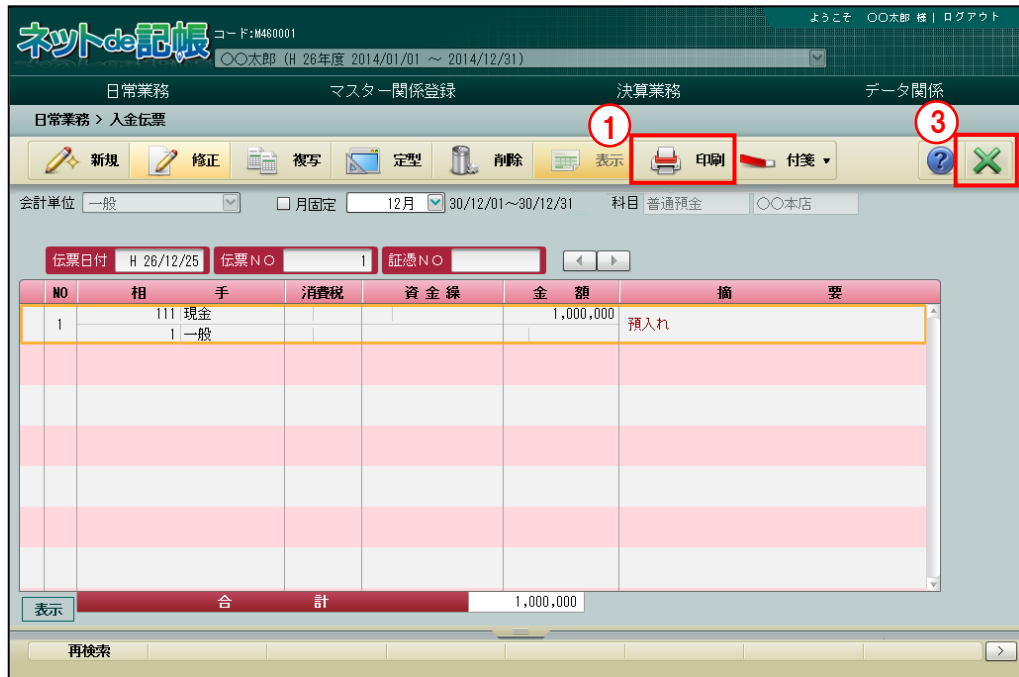 ようこそ 〇〇太郎 様 | ログアウト
ネットde記帳 コード:M460001
〇〇太郎 (H 26年度 2014/01/01 ～ 2014/12/31)
日常業務 マスター関係登録 決算業務 データ関係
日常業務 > 入金伝票
① ③
新規 修正 複写 定型 削除 表示 印刷 付箋 ▼ ?
会計単位 一般 月固定 12月 30/12/01～30/12/31 科目 普通預金 〇〇本店
伝票日付 H 26/12/25 伝票NO 1 証憑NO
NO 相手 消費税 資金繰 金額 摘要
1 111 現金 1,000,000 預入れ
1 一般
表示 合計 1,000,000
再検索